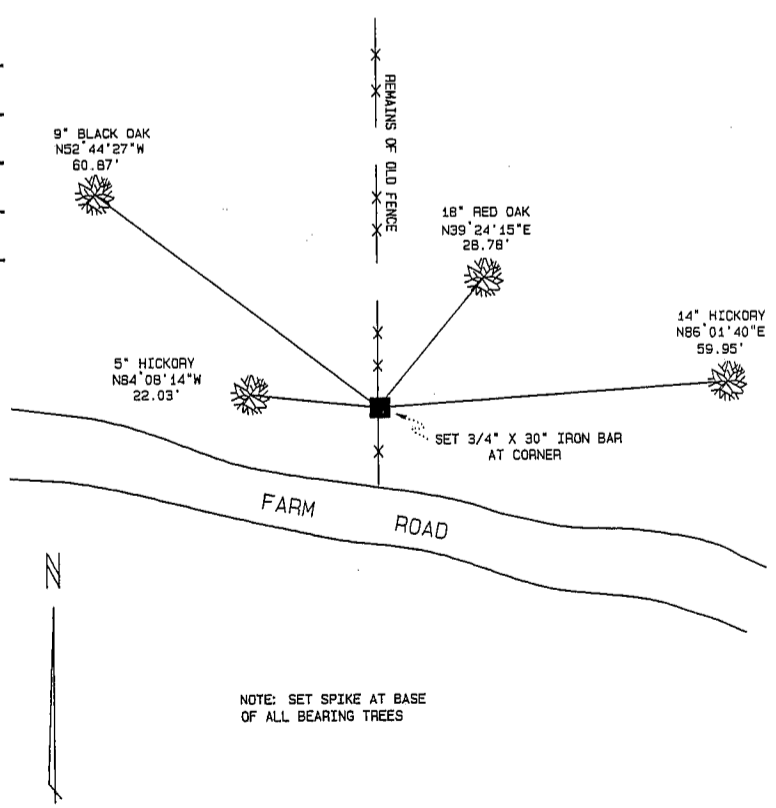 REMAINS OF OLD FENCE
9" BLACK OAK
N52°44'27"W
60.87'
18" RED OAK
N39°24'15"E
28.78'
14" HICKORY
N86°01'40"E
59.95'
5" HICKORY
N84°08'14"W
22.03'
SET 3/4" X 30" IRON BAR
AT CORNER
FARM ROAD
N
NOTE: SET SPIKE AT BASE
OF ALL BEARING TREES